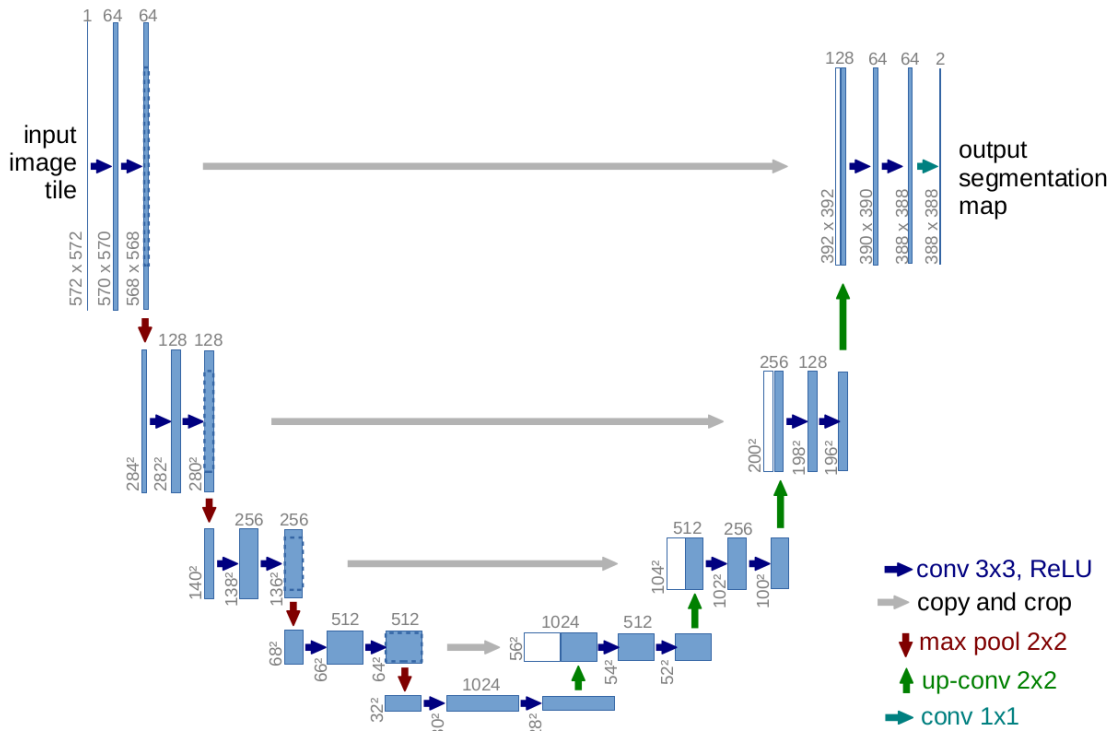 1 64 64
input
image
tile
572 x 572
570 x 570
568 x 568
128 64 64 2
output
segmentation
map
392 x 392
390 x 390
388 x 388
388 x 388
128 128
284²
282²
280²
256 128
200²
198²
196²
256 256
140²
138²
136²
512 256
104²
102²
100²
512 512
68²
66²
64²
1024 512
56²
54²
52²
1024
32²
30²
28²
conv 3x3, ReLU
copy and crop
max pool 2x2
up-conv 2x2
conv 1x1